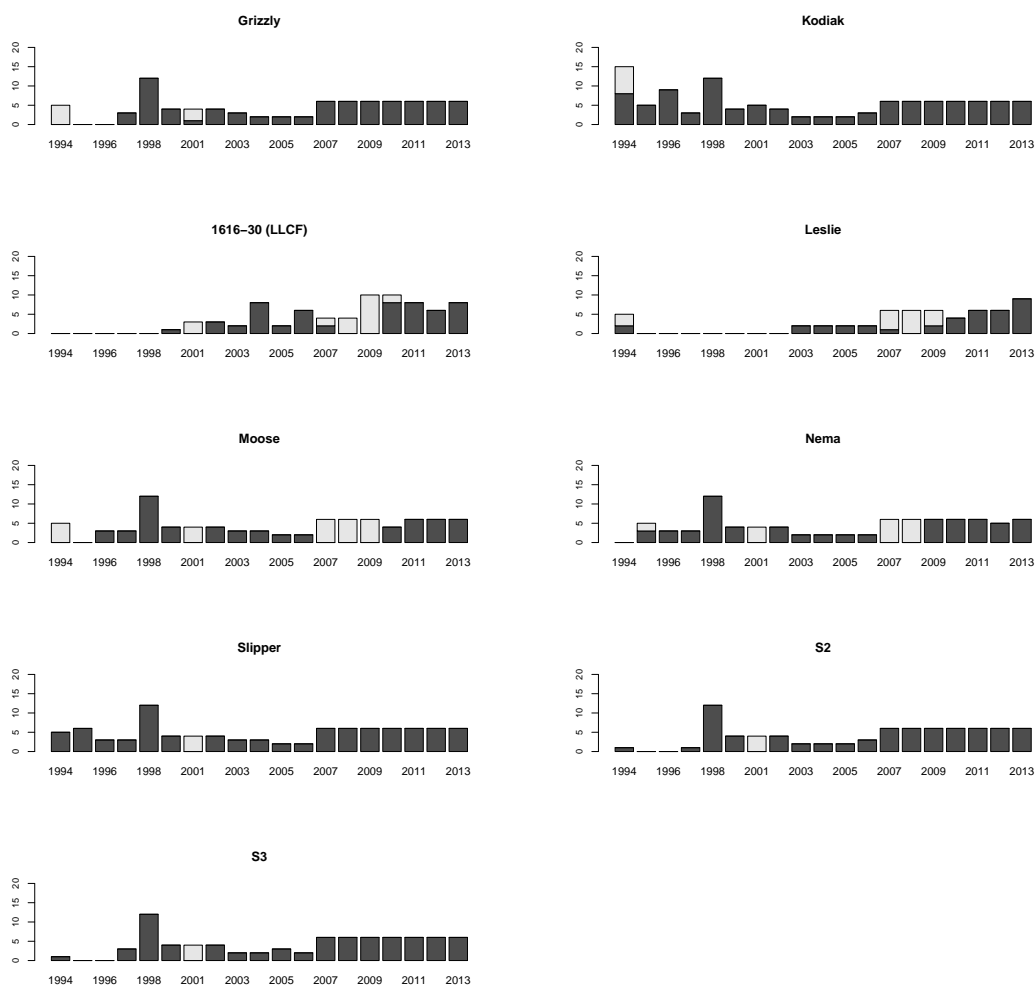 Grizzly
0 5 10 15 20
1994 1996 1998 2001 2003 2005 2007 2009 2011 2013
Kodiak
0 5 10 15 20
1994 1996 1998 2001 2003 2005 2007 2009 2011 2013
1616−30 (LLCF)
0 5 10 15 20
1994 1996 1998 2001 2003 2005 2007 2009 2011 2013
Leslie
0 5 10 15 20
1994 1996 1998 2001 2003 2005 2007 2009 2011 2013
Moose
0 5 10 15 20
1994 1996 1998 2001 2003 2005 2007 2009 2011 2013
Nema
0 5 10 15 20
1994 1996 1998 2001 2003 2005 2007 2009 2011 2013
Slipper
0 5 10 15 20
1994 1996 1998 2001 2003 2005 2007 2009 2011 2013
S2
0 5 10 15 20
1994 1996 1998 2001 2003 2005 2007 2009 2011 2013
S3
0 5 10 15 20
1994 1996 1998 2001 2003 2005 2007 2009 2011 2013